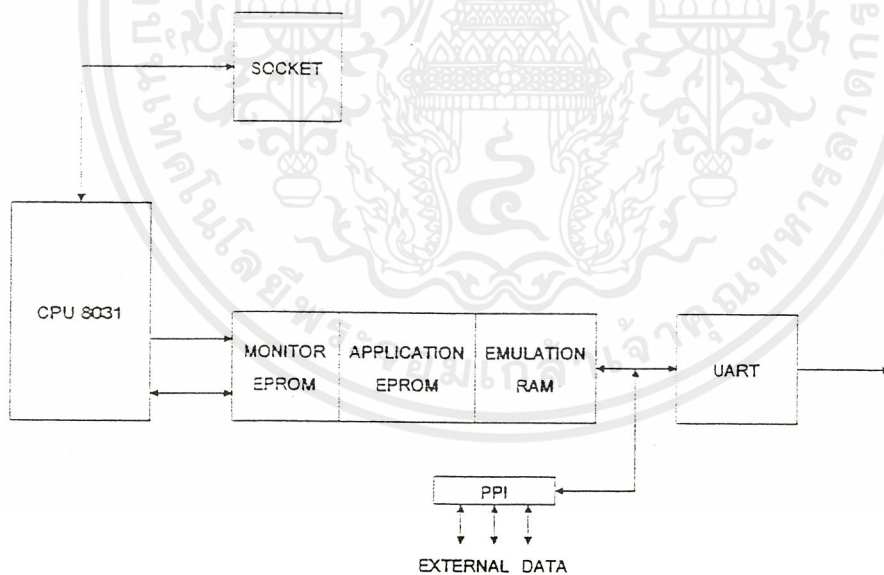 SOCKET
CPU 8031
MONITOR
EPROM
APPLICATION
EPROM
EMULATION
RAM
UART
PPI
EXTERNAL DATA